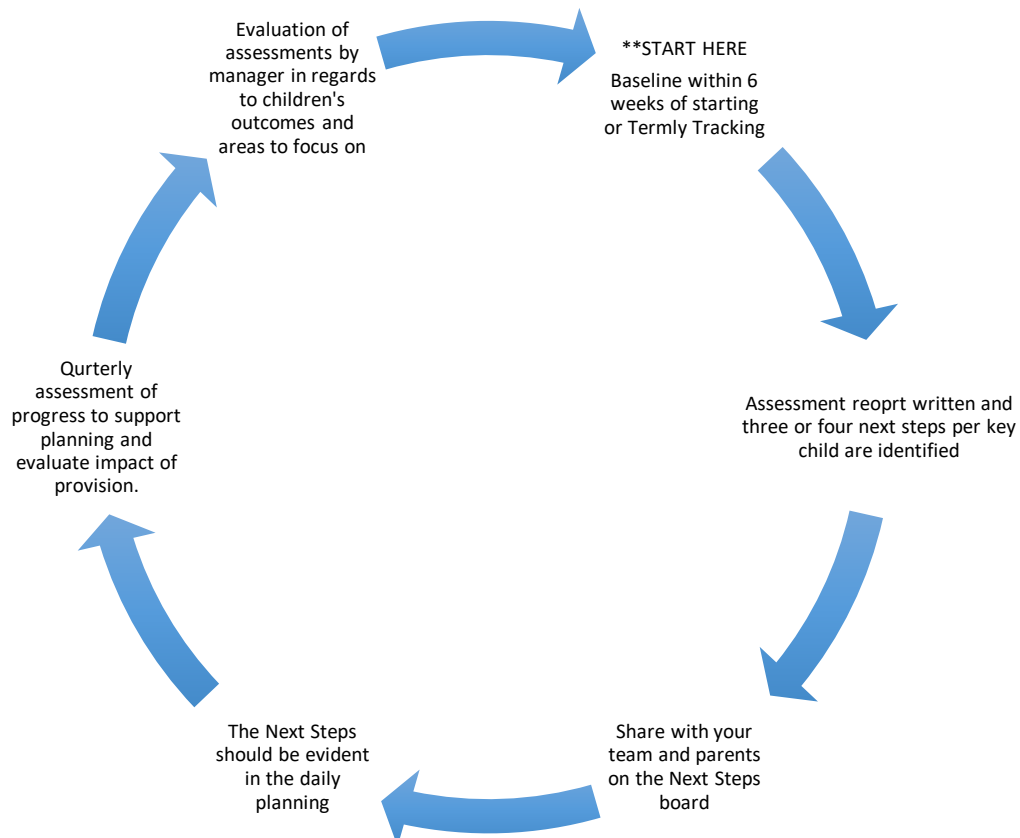 **START HERE
Baseline within 6
weeks of starting
or Termly Tracking
Assessment reoprt written and
three or four next steps per key
child are identified
Share with your
team and parents
on the Next Steps
board
The Next Steps
should be evident
in the daily
planning
Qurterly
assessment of
progress to support
planning and
evaluate impact of
provision.
Evaluation of
assessments by
manager in regards
to children's
outcomes and
areas to focus on